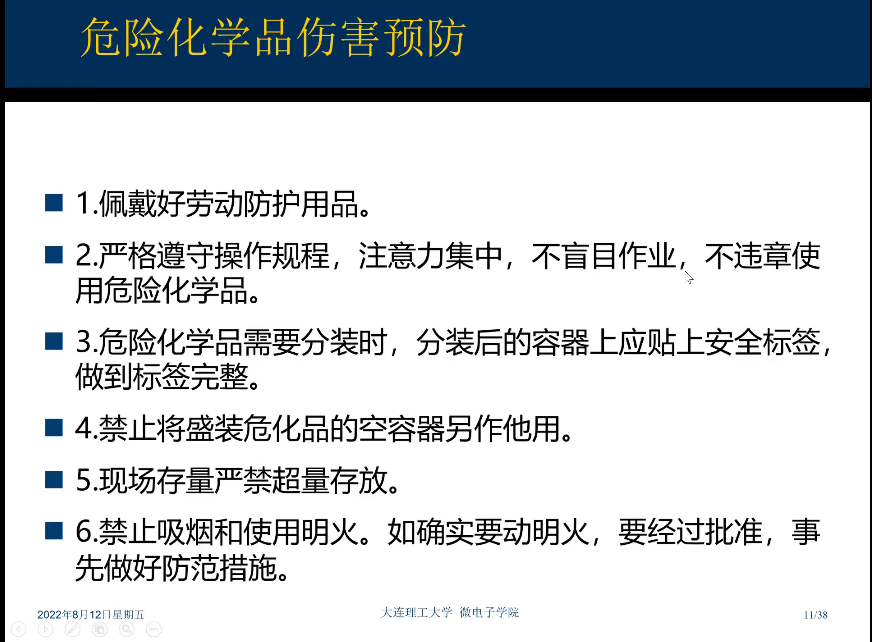 危险化学品伤害预防
1.佩戴好劳动防护用品。
2.严格遵守操作规程，注意力集中，不盲目作业，不违章使
用危险化学品。
3.危险化学品需要分装时，分装后的容器上应贴上安全标签，
做到标签完整。
4.禁止将盛装危化品的空容器另作他用。
5.现场存量严禁超量存放。
6.禁止吸烟和使用明火。如确实要动明火，要经过批准，事
先做好防范措施。
2022年8月12日星期五
大连理工大学 微电子学院
11/38